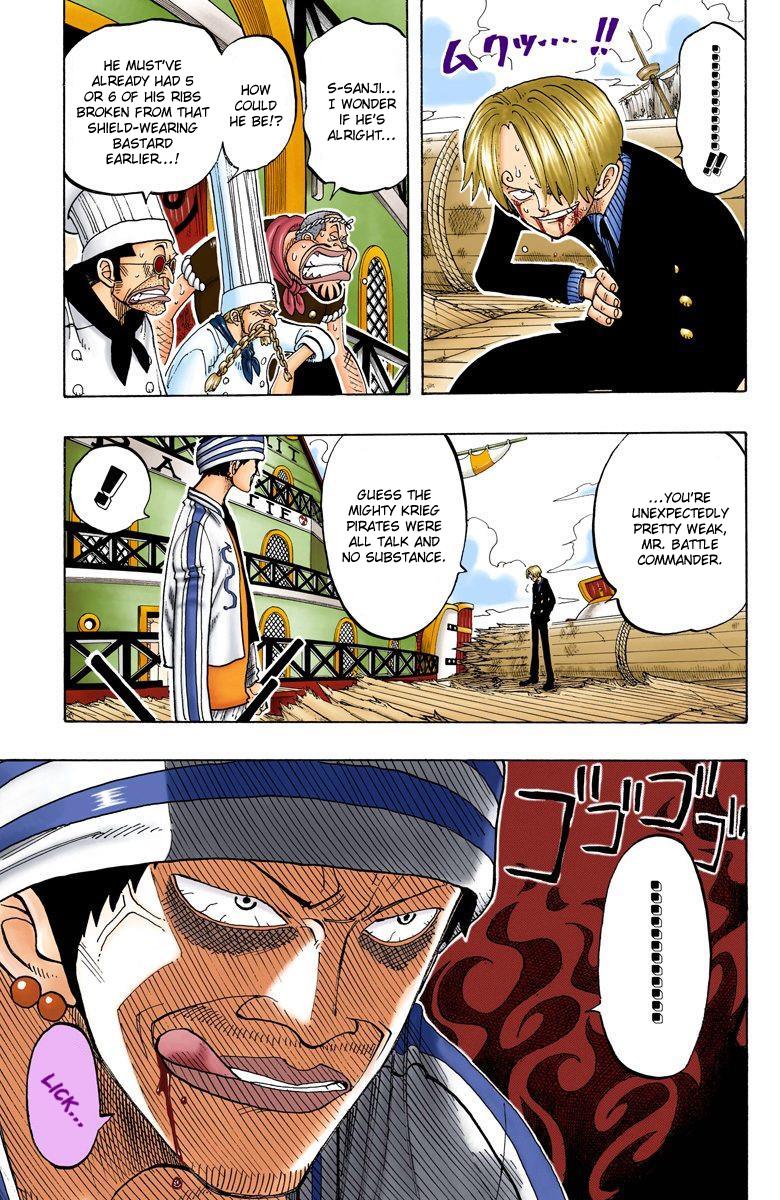 ムクッ....!!
..............!!
S-SANJI...
I WONDER
IF HE'S
ALRIGHT...
HOW
COULD
HE BE!?
HE MUST'VE
ALREADY HAD 5
OR 6 OF HIS RIBS
BROKEN FROM THAT
SHIELD-WEARING
BASTARD
EARLIER...!
...YOU'RE
UNEXPECTEDLY
PRETTY WEAK,
MR. BATTLE
COMMANDER.
GUESS THE
MIGHTY KRIEG
PIRATES WERE
ALL TALK AND
NO SUBSTANCE.
!
ゴゴゴゴ
..............
LICK...